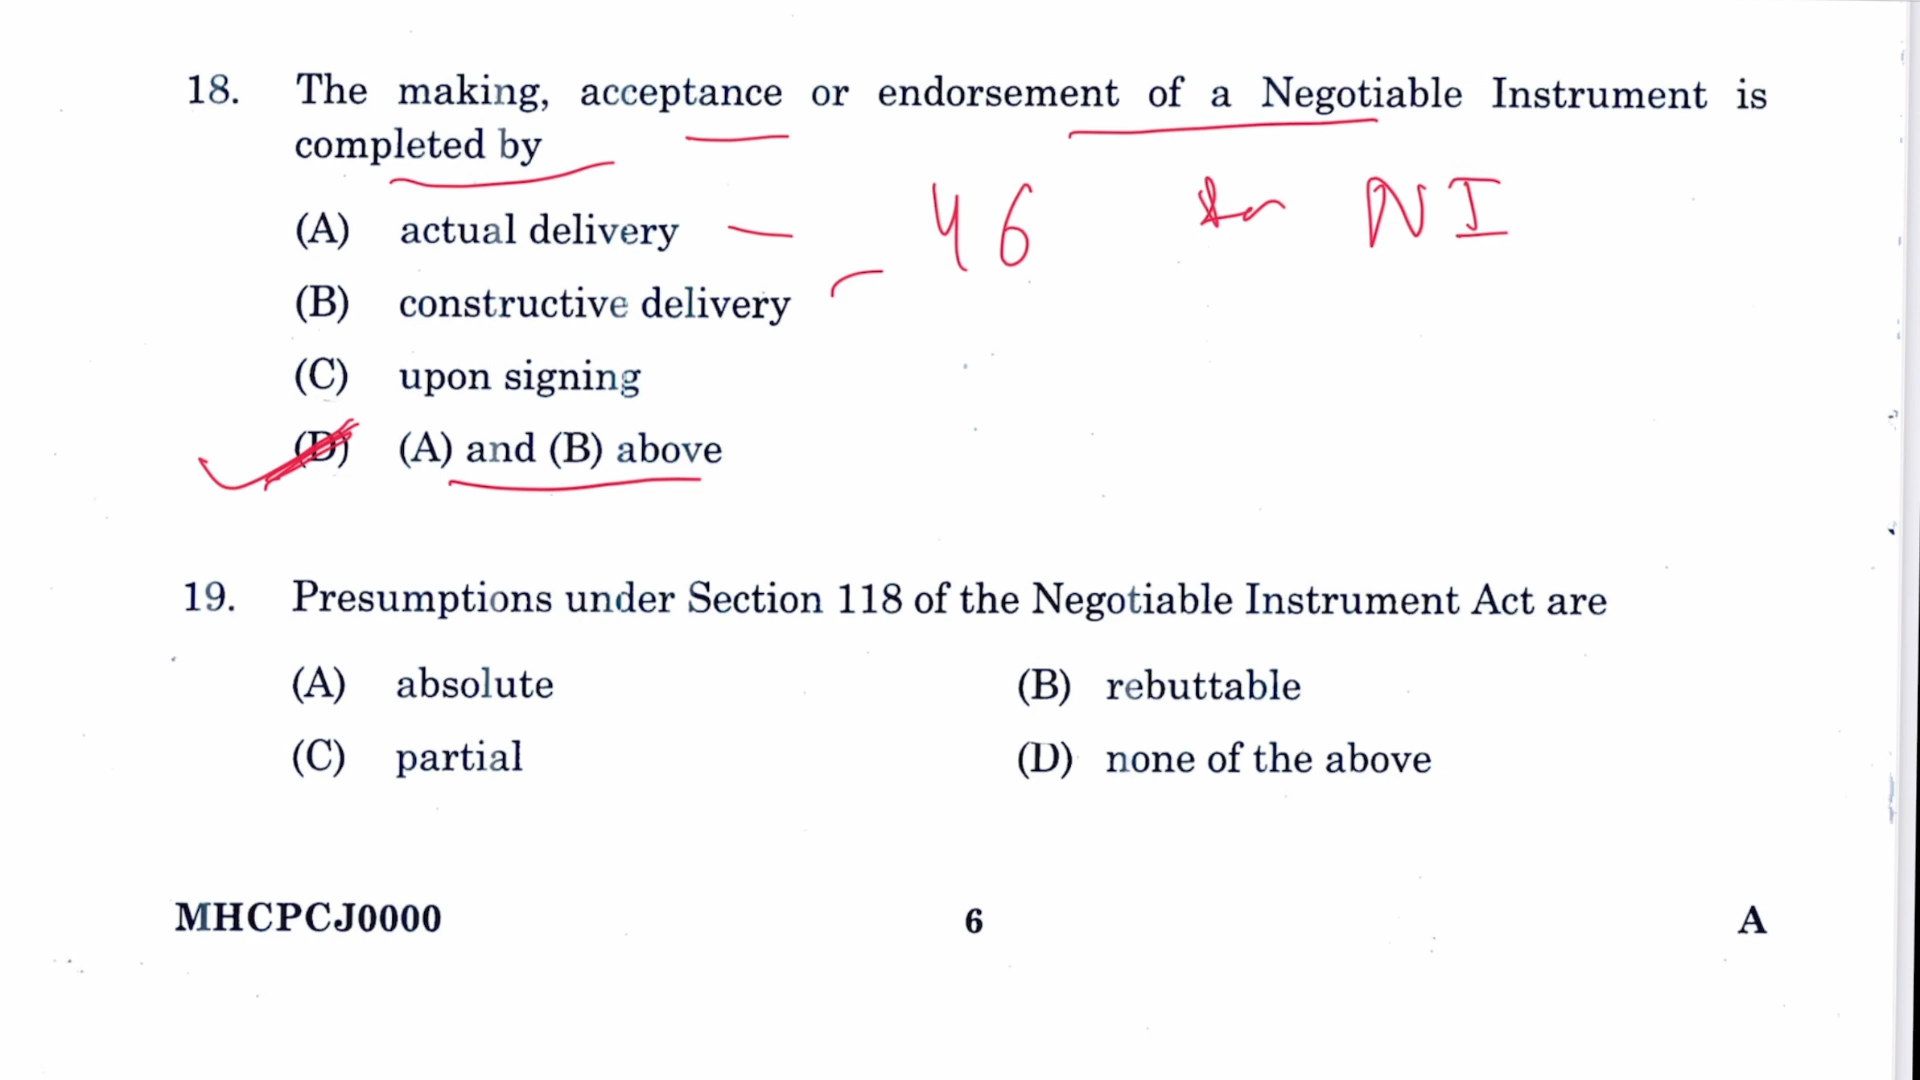 18. The making, acceptance or endorsement of a Negotiable Instrument is
completed by
(A) actual delivery
46 NI
(B) constructive delivery
(C) upon signing
(D) (A) and (B) above
19. Presumptions under Section 118 of the Negotiable Instrument Act are
(A) absolute (B) rebuttable
(C) partial (D) none of the above
MHCPCJ0000 6 A